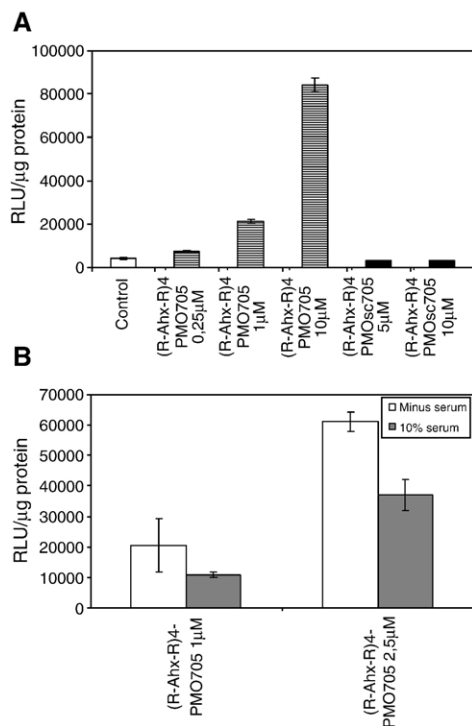 A
RLU/µg protein
100000
80000
60000
40000
20000
0
Control
(R-Ahx-R)4
PMO705
0,25µM
(R-Ahx-R)4
PMO705
1µM
(R-Ahx-R)4
PMO705
10µM
(R-Ahx-R)4
PMOsc705
5µM
(R-Ahx-R)4
PMOsc705
10µM
B
RLU/µg protein
70000
60000
50000
40000
30000
20000
10000
0
Minus serum
10% serum
(R-Ahx-R)4-
PMO705 1µM
(R-Ahx-R)4-
PMO705 2,5µM